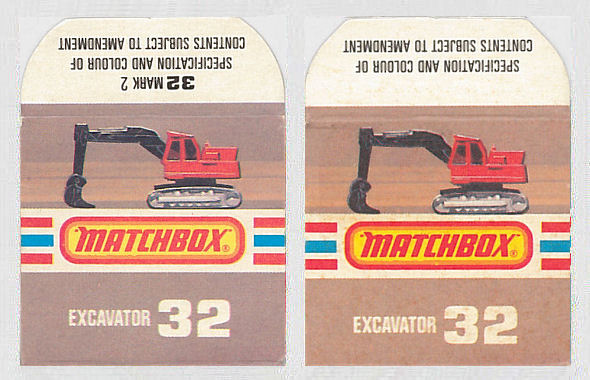 32 MARK 2
SPECIFICATION AND COLOUR OF
CONTENTS SUBJECT TO AMENDMENT
MATCHBOX®
EXCAVATOR 32
SPECIFICATION AND COLOUR OF
CONTENTS SUBJECT TO AMENDMENT
MATCHBOX®
EXCAVATOR 32